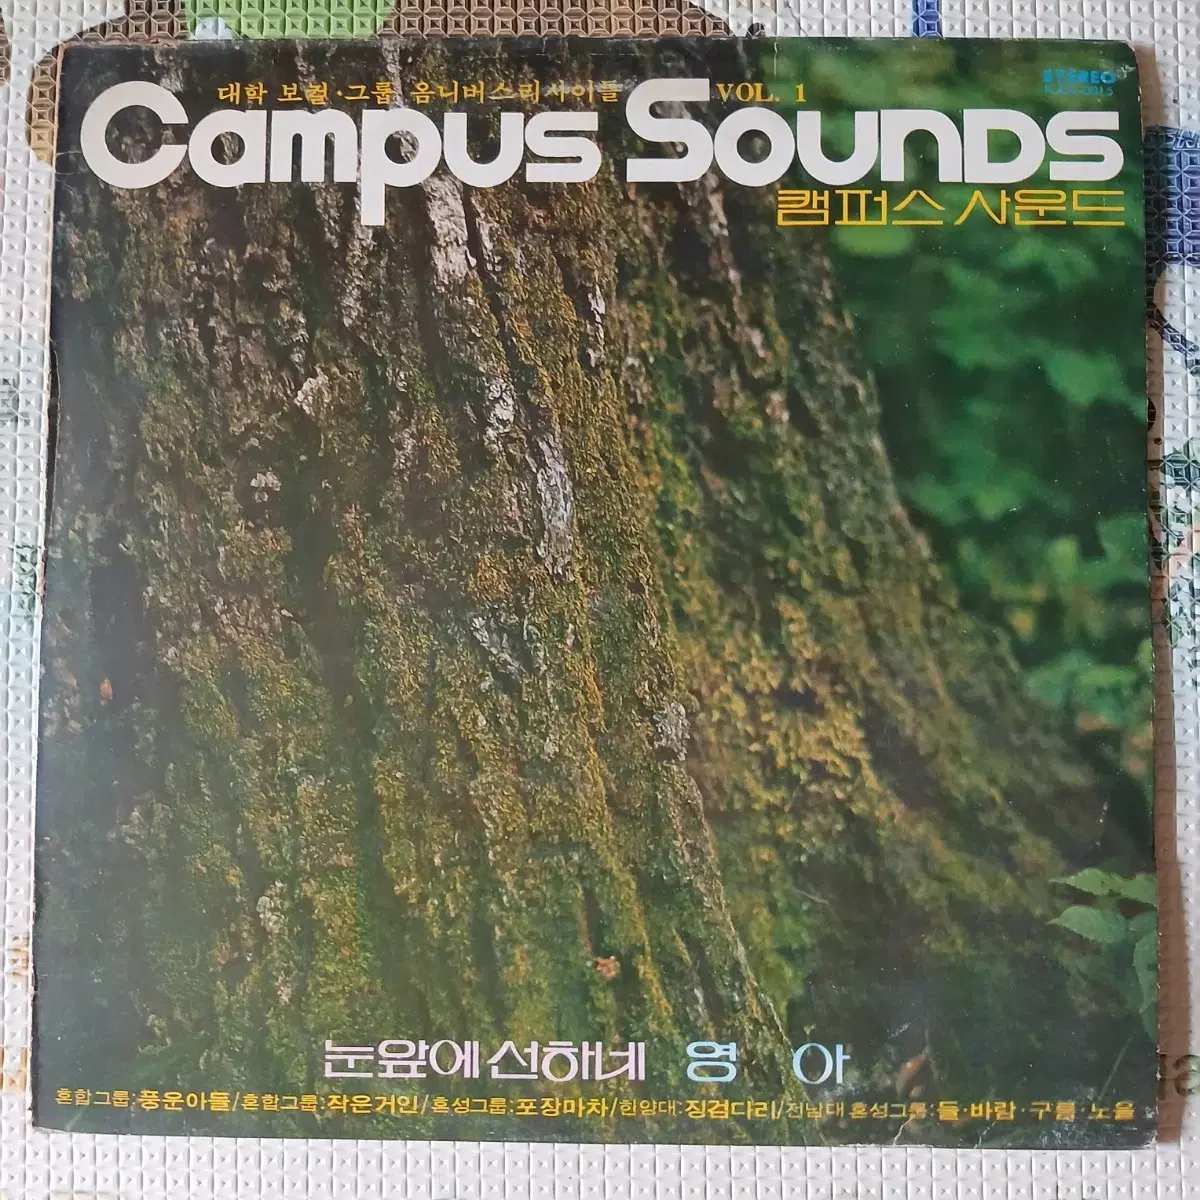 대학 보컬·그룹 옴니버스리사이틀 VOL. 1
STEREO
Campus Sounds
캠퍼스 사운드
눈앞에 선하네 영 아
혼합그룹:풍운아들/혼합그룹:작은거인/혼성그룹:포장마차/한양대:징검다리/전남대 혼성그룹:들·바람·구름·노을